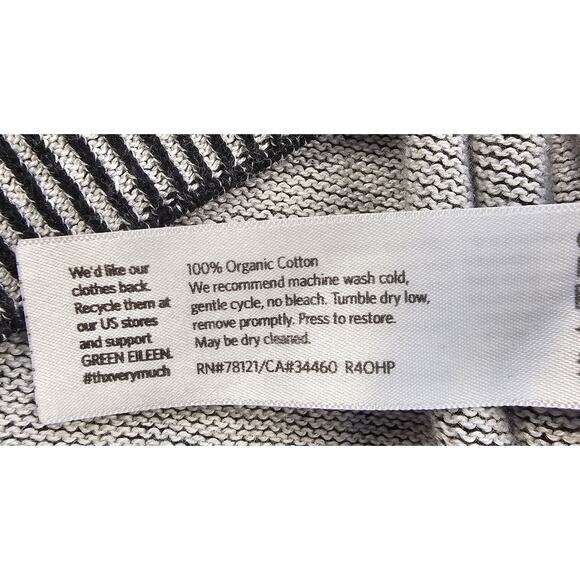 We'd like our
clothes back.
Recycle them at
our US stores
and support
GREEN EILEEN.
#thxverymuch
100% Organic Cotton
We recommend machine wash cold,
gentle cycle, no bleach. Tumble dry low,
remove promptly. Press to restore.
May be dry cleaned.
RN#78121/CA#34460 R4OHP